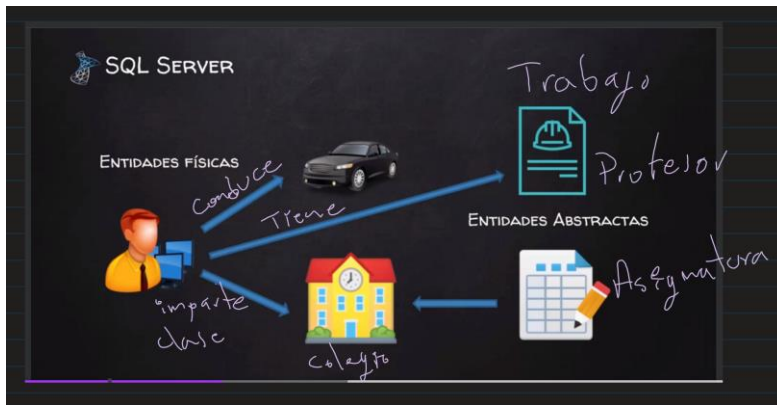 SQL SERVER
Trabajo
ENTIDADES FÍSICAS
conduce
Profesor
Tiene
ENTIDADES ABSTRACTAS
imparte
clase
Asignatura
Colegio